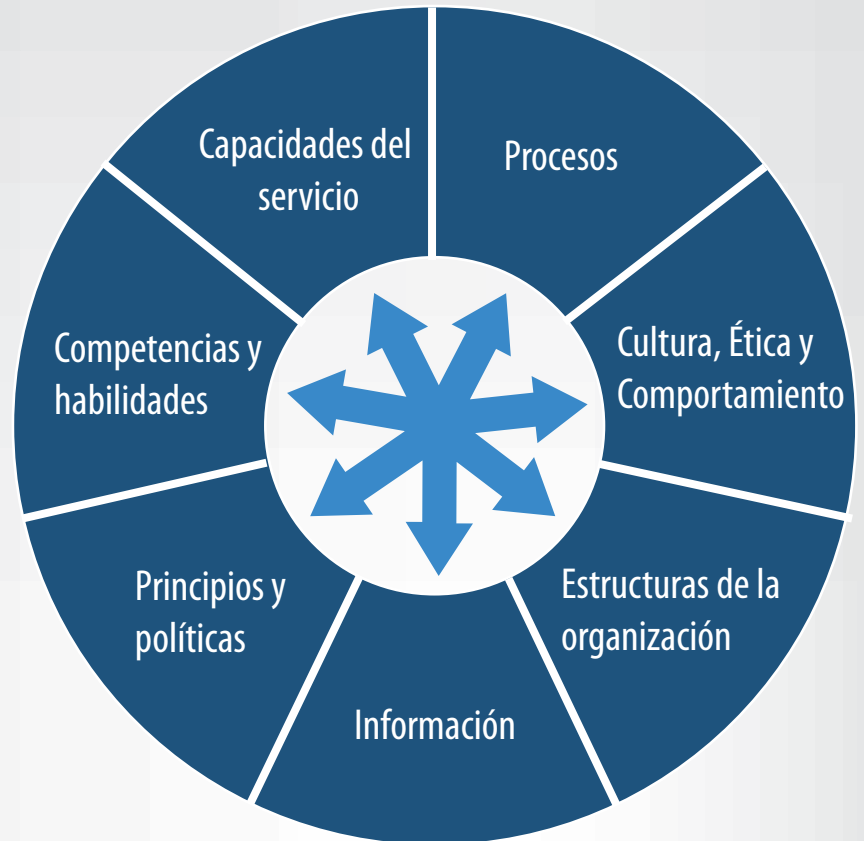 Capacidades del
servicio
Procesos
Cultura, Ética y
Comportamiento
Estructuras de la
organización
Información
Principios y
políticas
Competencias y
habilidades